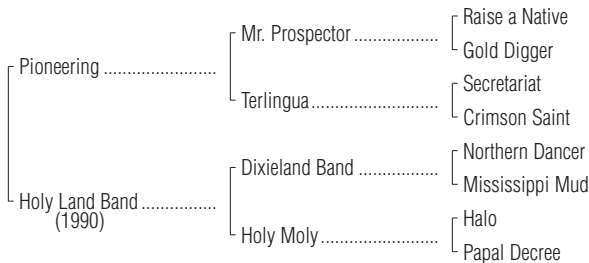 Raise a Native
Mr. Prospector ..................
Gold Digger
Pioneering ........................
Secretariat
Terlingua...........................
Crimson Saint
Northern Dancer
Dixieland Band .................
Mississippi Mud
Holy Land Band ................
(1990)
Halo
Holy Moly.........................
Papal Decree